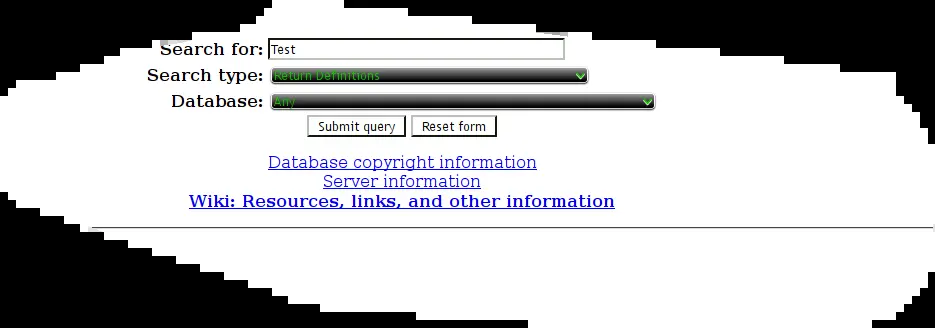 Search for: Test
Search type: Return Definitions
Database: Any
Submit query Reset form
Database copyright information
Server information
Wiki: Resources, links, and other information